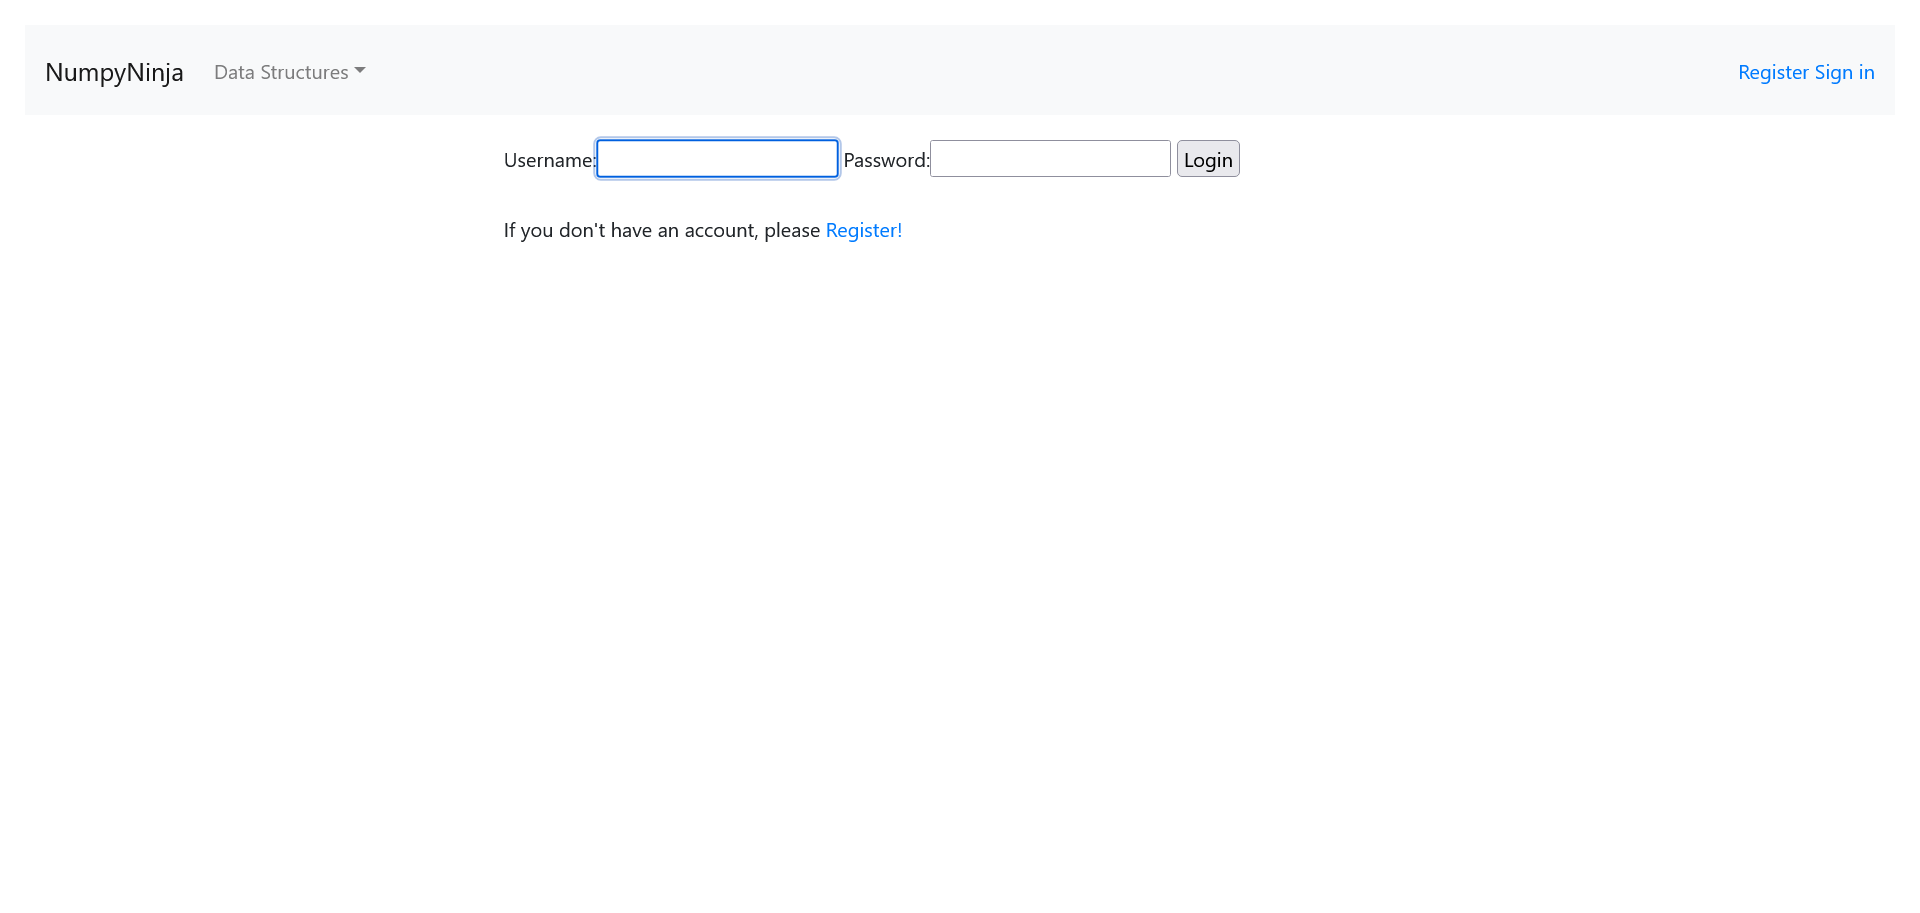 NumpyNinja Data Structures Register Sign in
Username: Password: Login
If you don't have an account, please Register!